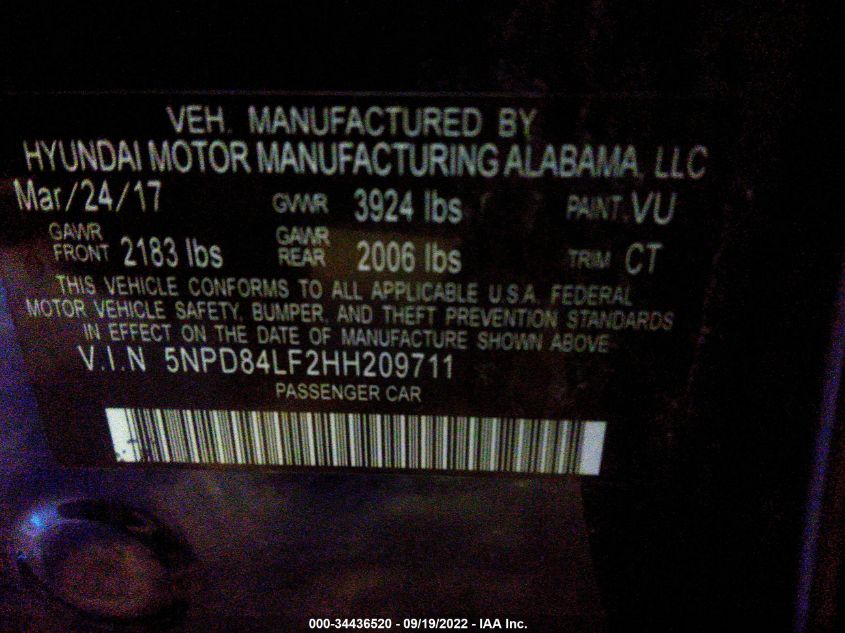 VEH. MANUFACTURED BY
HYUNDAI MOTOR MANUFACTURING ALABAMA, LLC
Mar/24/17 GVWR 3924 lbs PAINT. VU
GAWR FRONT 2183 lbs GAWR REAR 2006 lbs TRIM CT
THIS VEHICLE CONFORMS TO ALL APPLICABLE U.S.A. FEDERAL
MOTOR VEHICLE SAFETY, BUMPER, AND THEFT PREVENTION STANDARDS
IN EFFECT ON THE DATE OF MANUFACTURE SHOWN ABOVE
V.I.N 5NPD84LF2HH209711
PASSENGER CAR
000-34436520 - 09/19/2022 - IAA Inc.